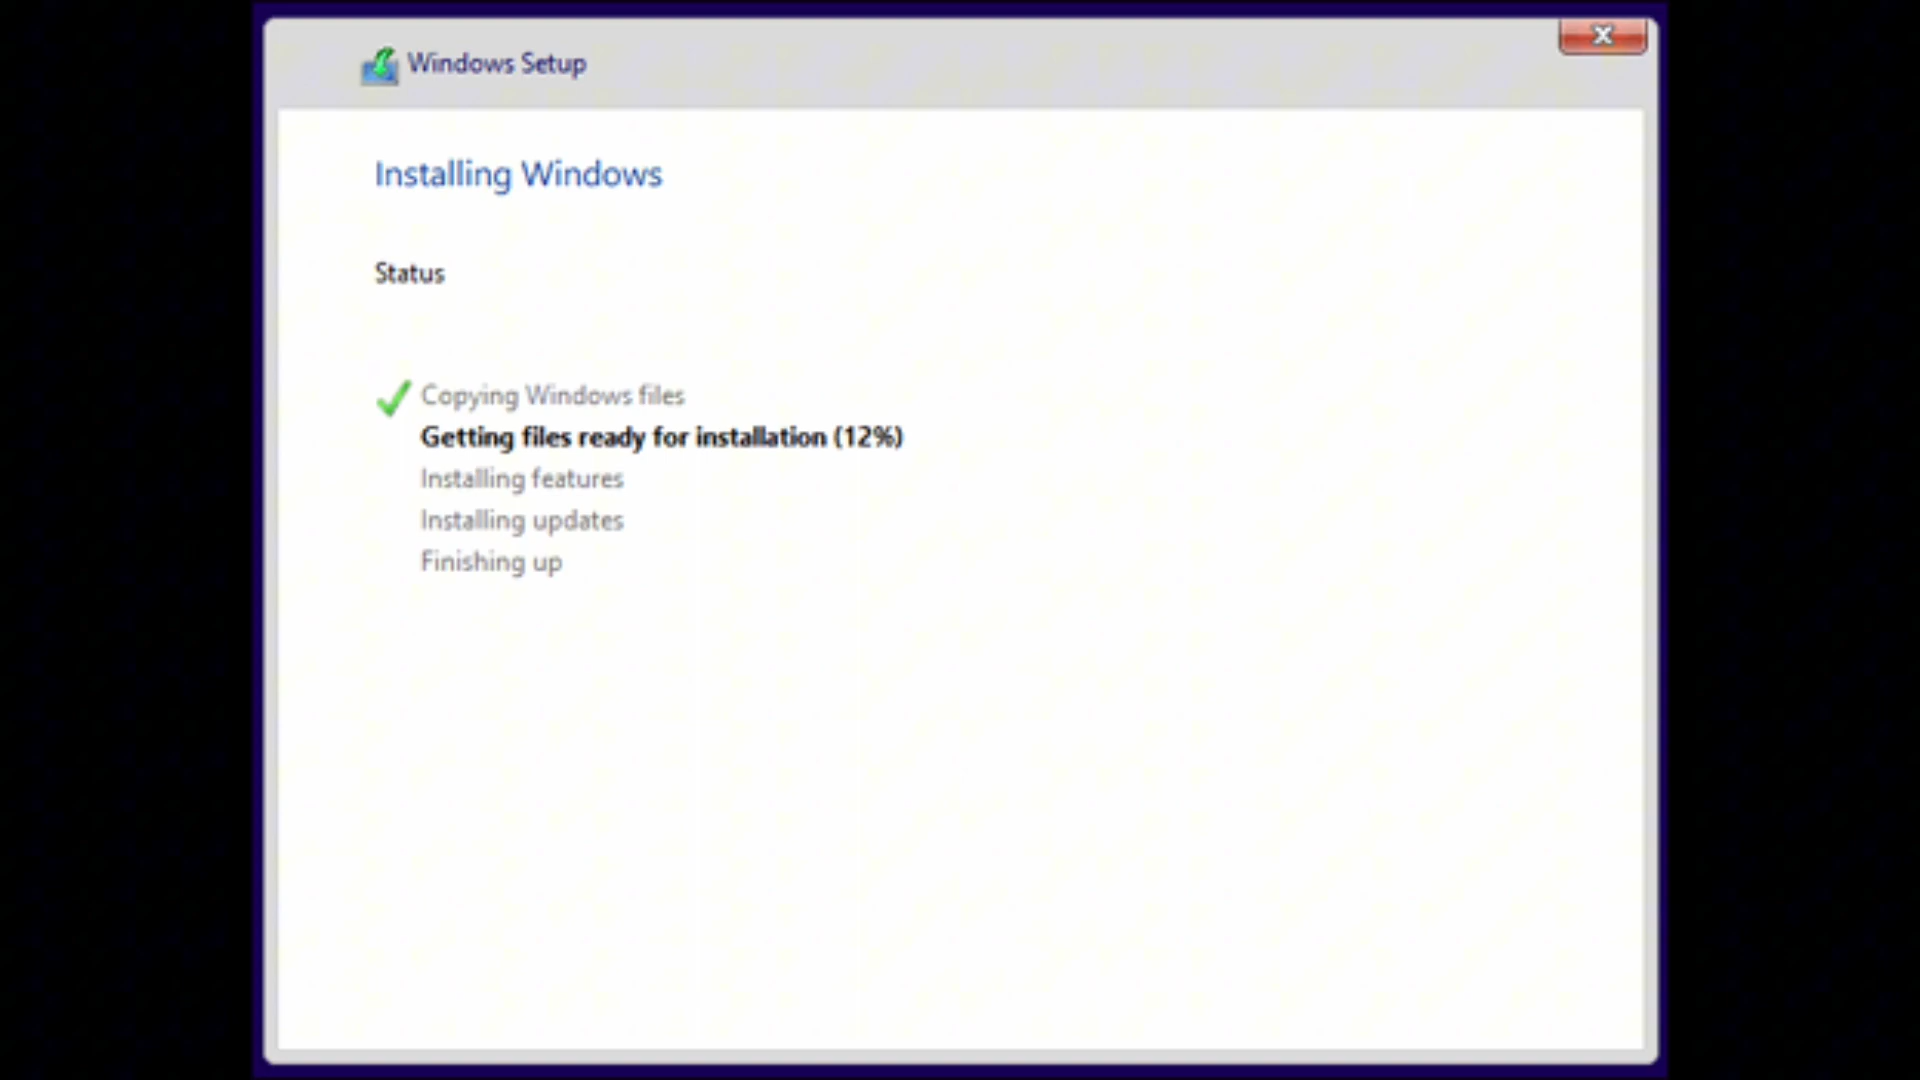 Windows Setup
Installing Windows
Status
Copying Windows files
Getting files ready for installation (12%)
Installing features
Installing updates
Finishing up